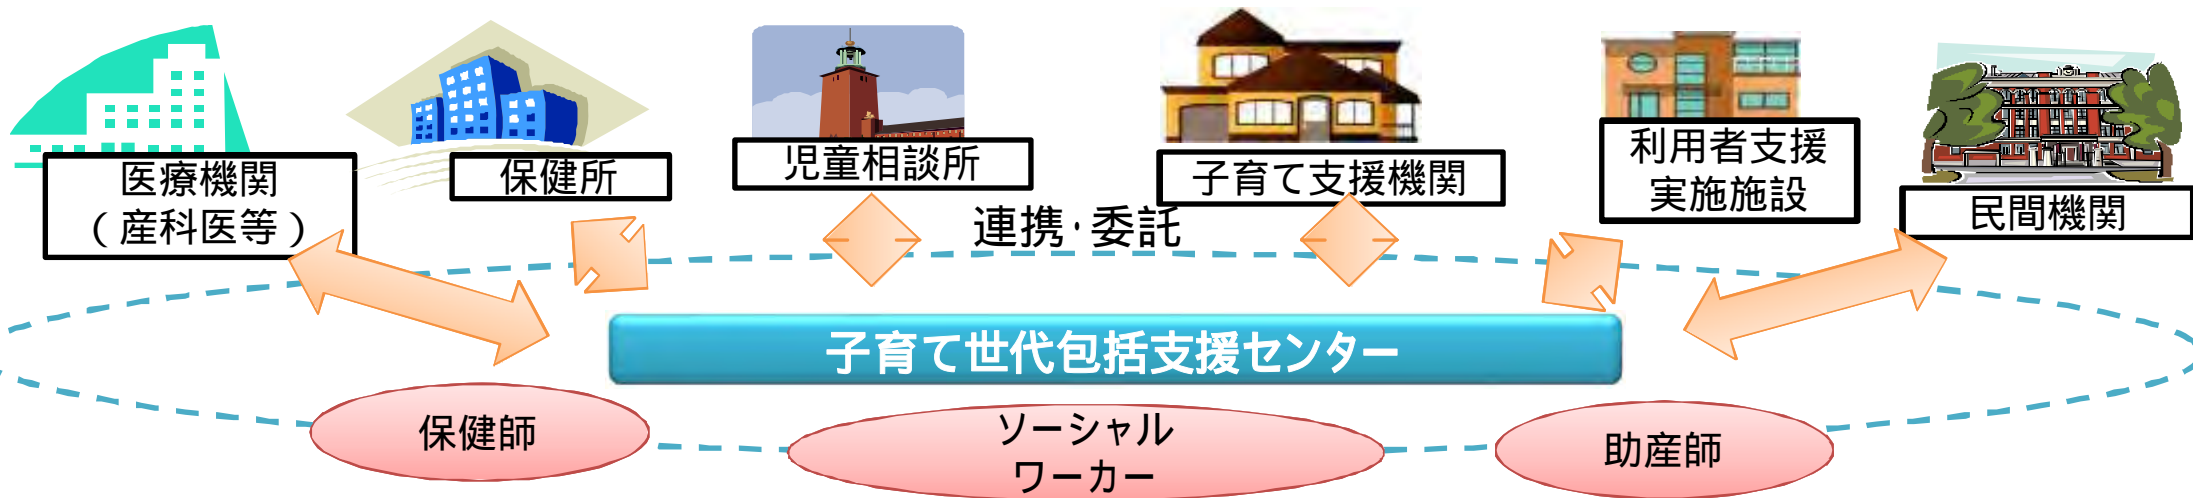 医療機関
（産科医等）
保健所
児童相談所
子育て支援機関
利用者支援
実施施設
民間機関
連携・委託
子育て世代包括支援センター
保健師
ソーシャル
ワーカー
助産師